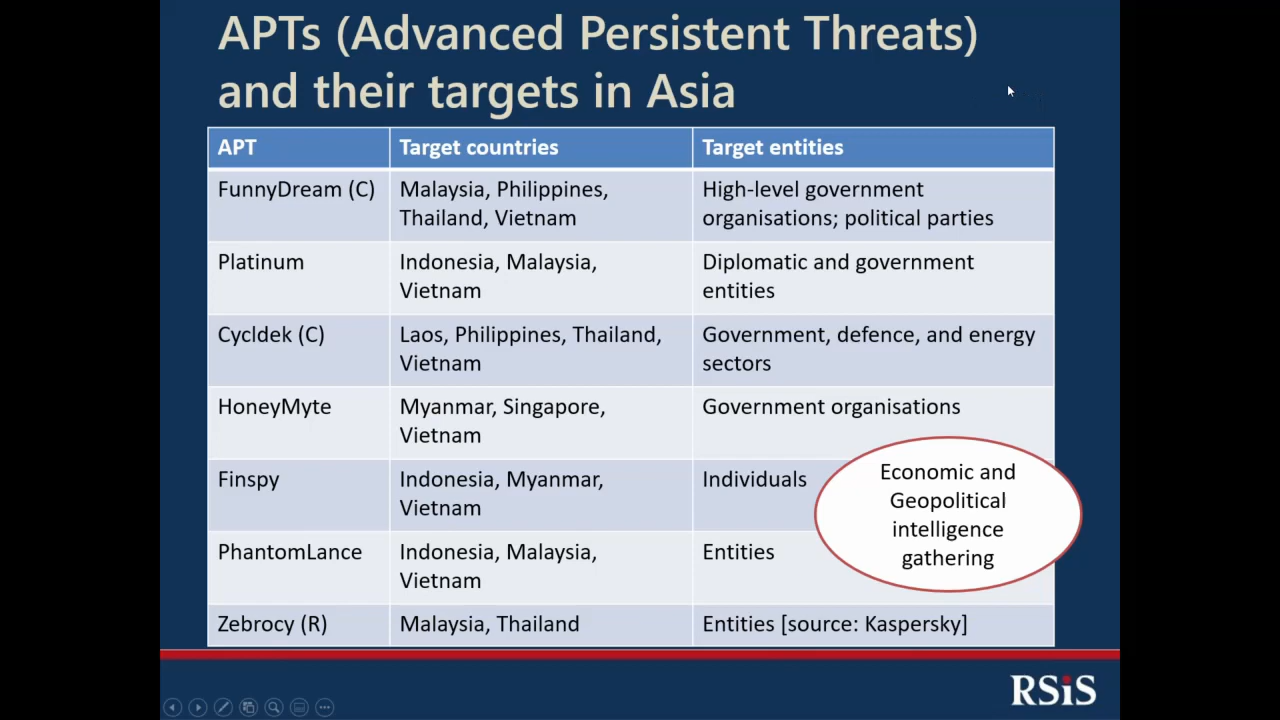 APTs (Advanced Persistent Threats)
and their targets in Asia
APT
Target countries
Target entities
FunnyDream (C)
Malaysia, Philippines,
Thailand, Vietnam
High-level government
organisations; political parties
Platinum
Indonesia, Malaysia,
Vietnam
Diplomatic and government
entities
Cycldek (C)
Laos, Philippines, Thailand,
Vietnam
Government, defence, and energy
sectors
HoneyMyte
Myanmar, Singapore,
Vietnam
Government organisations
Finspy
Indonesia, Myanmar,
Vietnam
Individuals
Economic and
Geopolitical
intelligence
gathering
PhantomLance
Indonesia, Malaysia,
Vietnam
Entities
Zebrocy (R)
Malaysia, Thailand
Entities [source: Kaspersky]
RSiS